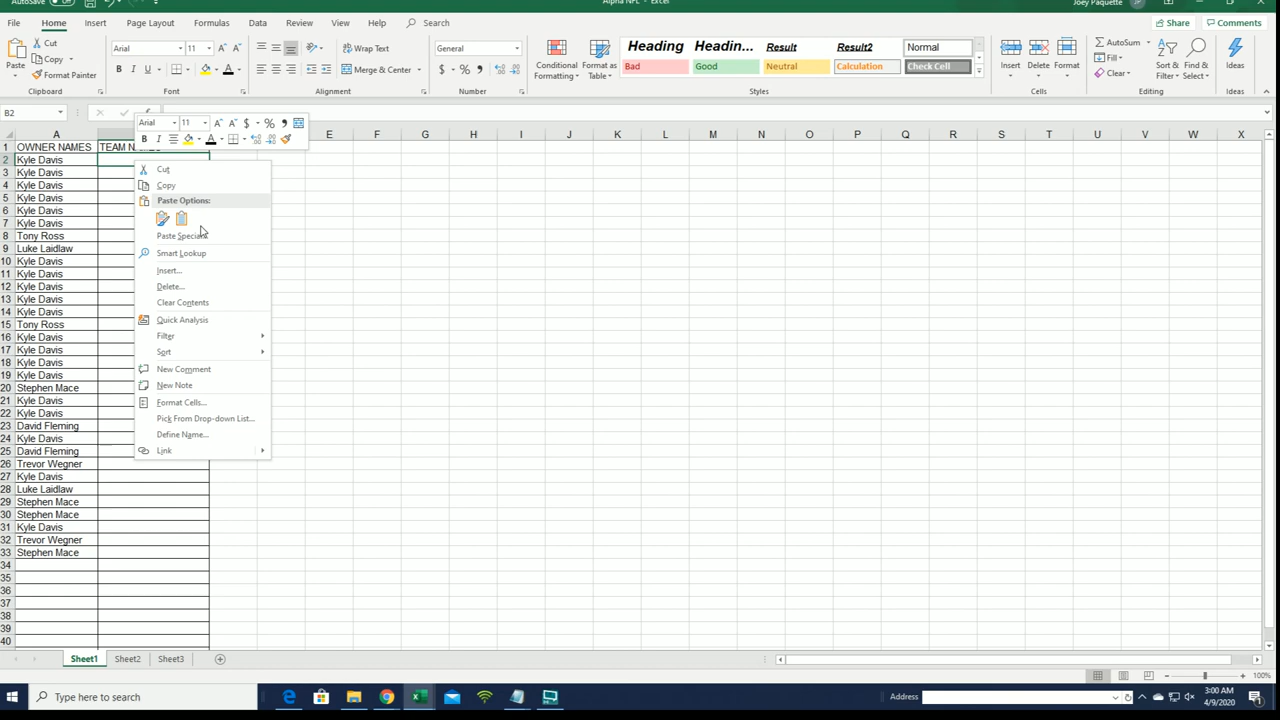 AutoSave Off Alpha NFL - Excel Joey Paquette JP
File Home Insert Page Layout Formulas Data Review View Help Search Share Comments
Paste Cut Copy Format Painter
Arial 11 A A
B I U A
Wrap Text
Merge & Center
General
$ % ,
Conditional Formatting
Format as Table
Heading Headin... Result Result2 Normal
Bad Good Neutral Calculation Check Cell
Insert Delete Format
AutoSum
Fill
Clear
Sort & Filter
Find & Select
Ideas
Clipboard Font Alignment Number Styles Cells Editing Ideas
B2
Arial 11 A A $ % ,
B I A
A B E F G H I J K L M N O P Q R S T U V W X
1 OWNER NAMES TEAM NAMES
2 Kyle Davis
3 Kyle Davis
4 Kyle Davis
5 Kyle Davis
6 Kyle Davis
7 Kyle Davis
8 Tony Ross
9 Luke Laidlaw
10 Kyle Davis
11 Kyle Davis
12 Kyle Davis
13 Kyle Davis
14 Kyle Davis
15 Tony Ross
16 Kyle Davis
17 Kyle Davis
18 Kyle Davis
19 Kyle Davis
20 Stephen Mace
21 Kyle Davis
22 Kyle Davis
23 David Fleming
24 Kyle Davis
25 David Fleming
26 Trevor Wegner
27 Kyle Davis
28 Luke Laidlaw
29 Stephen Mace
30 Stephen Mace
31 Kyle Davis
32 Trevor Wegner
33 Stephen Mace
34
35
36
37
38
39
40
Cut
Copy
Paste Options:
Paste Special...
Smart Lookup
Insert...
Delete...
Clear Contents
Quick Analysis
Filter
Sort
New Comment
New Note
Format Cells...
Pick From Drop-down List...
Define Name...
Link
Sheet1 Sheet2 Sheet3
100%
Type here to search
Address
3:00 AM
4/9/2020
1